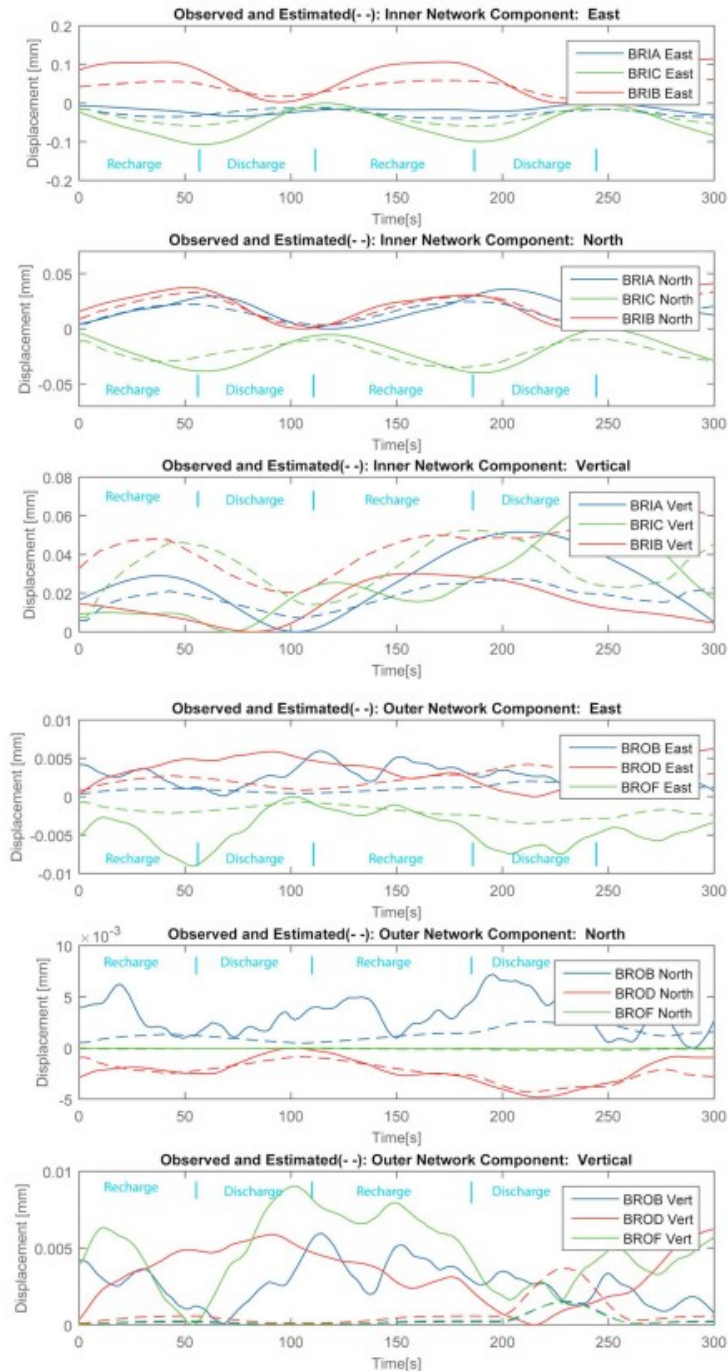 Observed and Estimated(- -): Inner Network Component: East
Displacement [mm]
0.2
0.1
0
-0.1
-0.2
BRIA East
BRIC East
BRIB East
Recharge | Discharge | Recharge | Discharge |
0 50 100 150 200 250 300
Time[s]
Observed and Estimated(- -): Inner Network Component: North
Displacement [mm]
0.05
0
-0.05
BRIA North
BRIC North
BRIB North
Recharge | Discharge | Recharge | Discharge |
0 50 100 150 200 250 300
Time[s]
Observed and Estimated(- -): Inner Network Component: Vertical
Displacement [mm]
0.08
0.06
0.04
0.02
0
Recharge | Discharge | Recharge | Discharge
BRIA Vert
BRIC Vert
BRIB Vert
0 50 100 150 200 250 300
Time[s]
Observed and Estimated(- -): Outer Network Component: East
Displacement [mm]
0.01
0.005
0
-0.005
-0.01
BROB East
BROD East
BROF East
Recharge | Discharge | Recharge | Discharge |
0 50 100 150 200 250 300
Time[s]
× 10-3
Observed and Estimated(- -): Outer Network Component: North
Displacement [mm]
10
5
0
-5
Recharge | Discharge | Recharge | Discharge
BROB North
BROD North
BROF North
0 50 100 150 200 250 300
Time[s]
Observed and Estimated(- -): Outer Network Component: Vertical
Displacement [mm]
0.01
0.005
0
Recharge | Discharge | Recharge | Discharge
BROB Vert
BROD Vert
BROF Vert
0 50 100 150 200 250 300
Time[s]